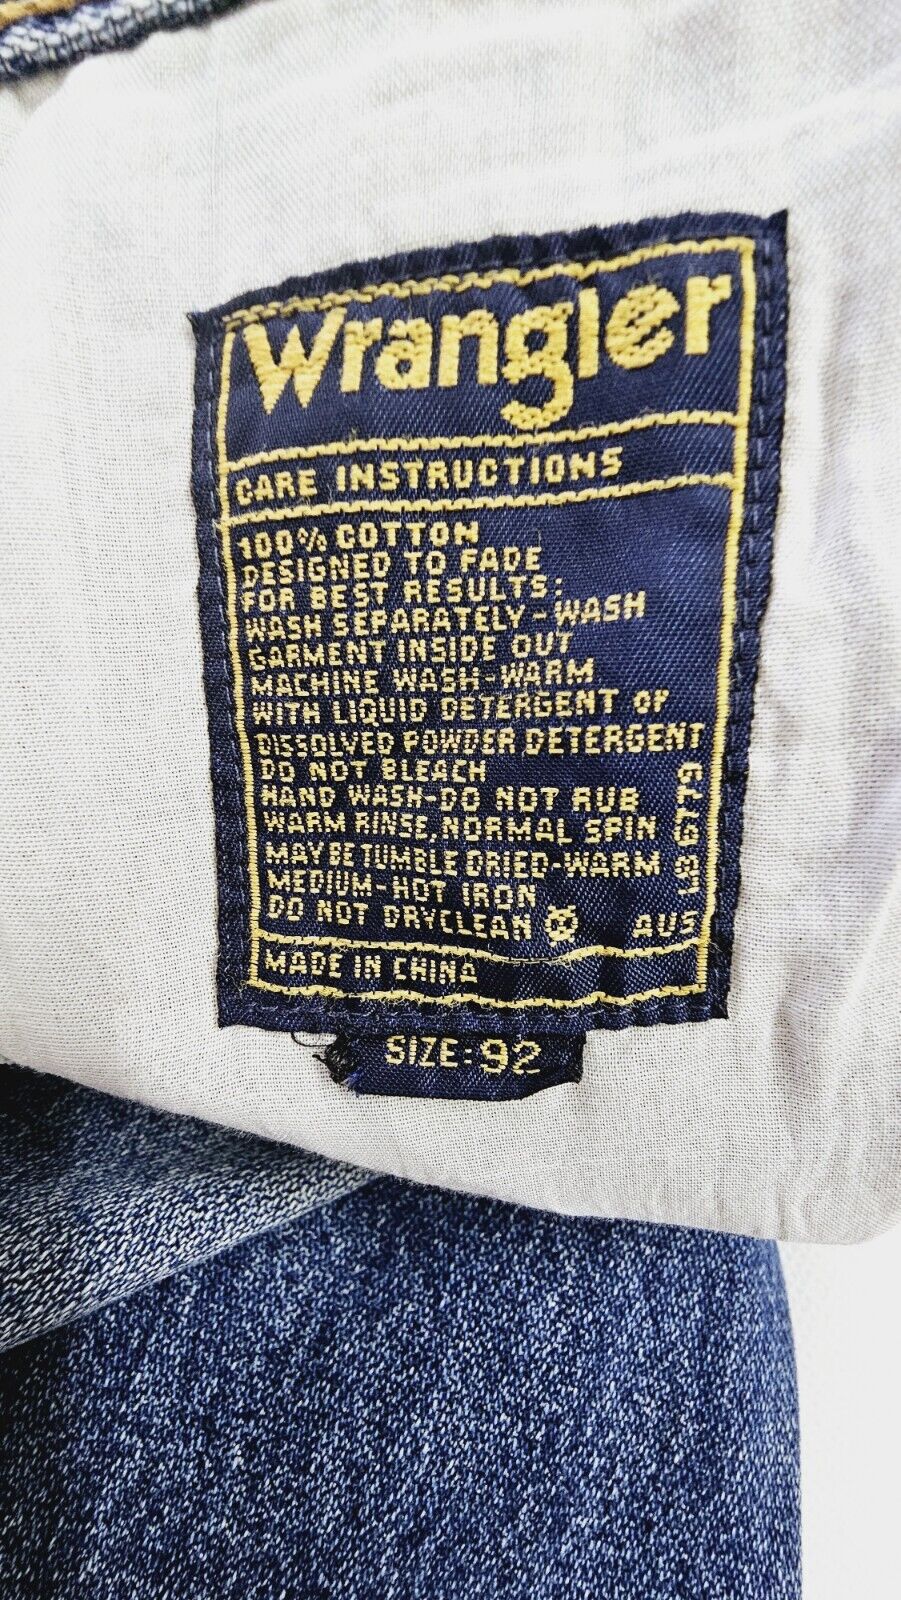 Wrangler
CARE INSTRUCTIONS
100% COTTON
DESIGNED TO FADE
FOR BEST RESULTS:
WASH SEPARATELY-WASH
GARMENT INSIDE OUT
MACHINE WASH-WARM
WITH LIQUID DETERGENT OR
DISSOLVED POWDER DETERGENT
DO NOT BLEACH
HAND WASH-DO NOT RUB
WARM RINSE, NORMAL SPIN
MAY BE TUMBLE DRIED-WARM
MEDIUM-HOT IRON
DO NOT DRYCLEAN
AUS
MADE IN CHINA
SIZE: 92